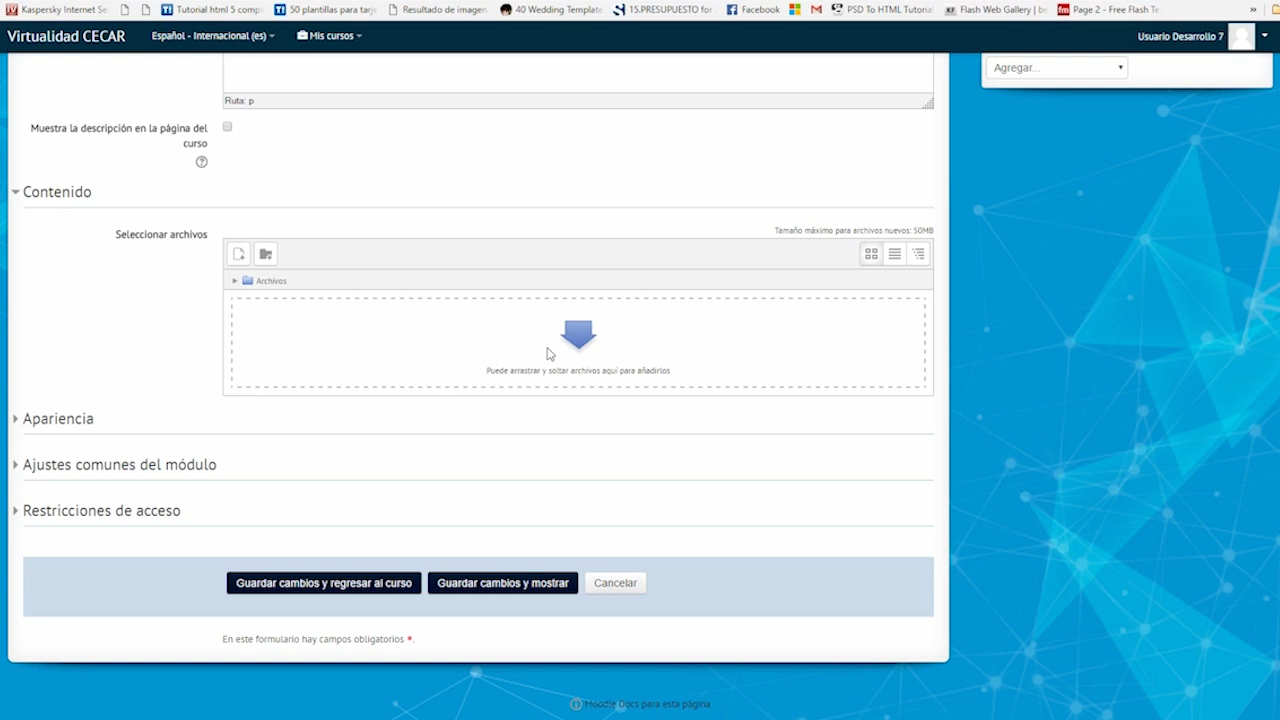 Kaspersky Internet Se
Tutorial html 5 compl
50 plantillas para tarje
Resultado de imagen
40 Wedding Template
15.PRESUPUESTO for
Facebook
PSD To HTML Tutorial
Flash Web Gallery | be
Page 2 - Free Flash Te
»
Virtualidad CECAR
Español - Internacional (es)
Mis cursos
Usuario Desarrollo 7
Agregar...
Ruta: p
Muestra la descripción en la página del
curso
Contenido
Seleccionar archivos
Tamaño máximo para archivos nuevos: 50MB
Archivos
Puede arrastrar y soltar archivos aquí para añadirlos
Apariencia
Ajustes comunes del módulo
Restricciones de acceso
Guardar cambios y regresar al curso
Guardar cambios y mostrar
Cancelar
En este formulario hay campos obligatorios *.
Moodle Docs para esta página